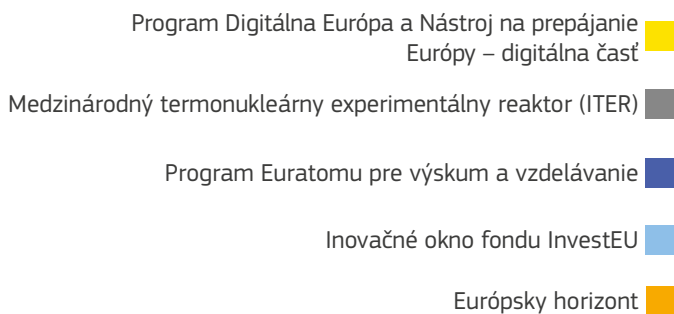 Program Digitálna Európa a Nástroj na prepájanie
Európy – digitálna časť
Medzinárodný termonukleárny experimentálny reaktor (ITER)
Program Euratomu pre výskum a vzdelávanie
Inovačné okno fondu InvestEU
Európsky horizont